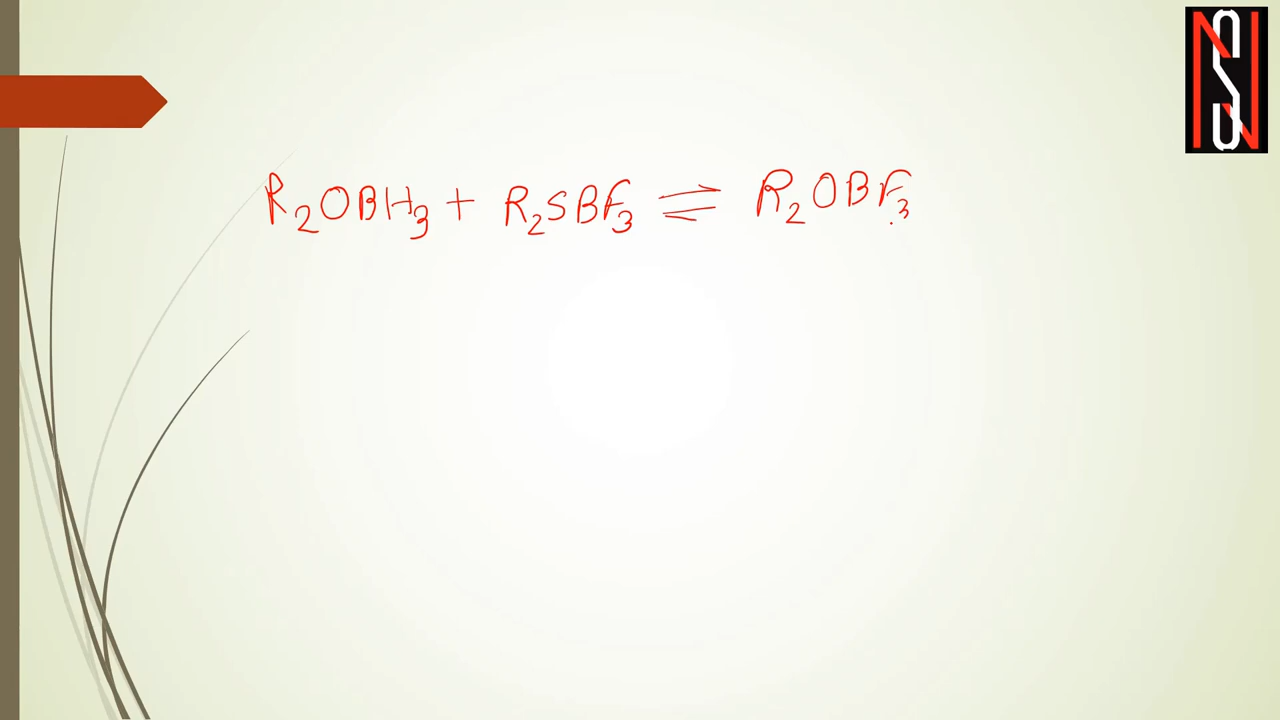 R₂OBH₃ + R₂SBF₃ ⇌ R₂OBF₃